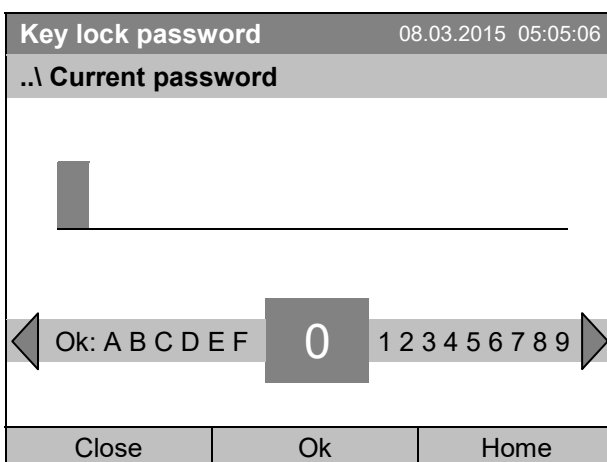 Key lock password 08.03.2015 05:05:06
..\ Current password
Ok: A B C D E F 0 1 2 3 4 5 6 7 8 9
Close Ok Home